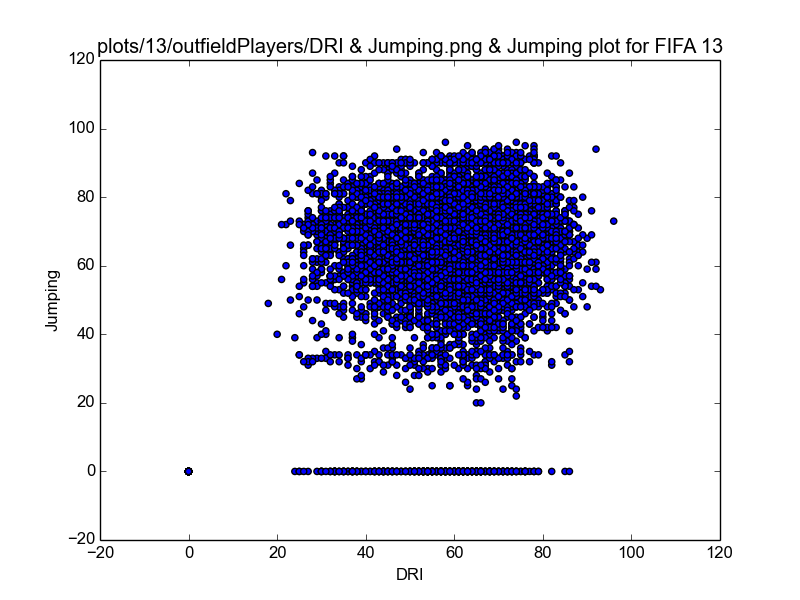 plots/13/outfieldPlayers/DRI & Jumping.png & Jumping plot for FIFA 13
120
100
80
60
40
20
0
−20
Jumping
−20 0 20 40 60 80 100 120
DRI